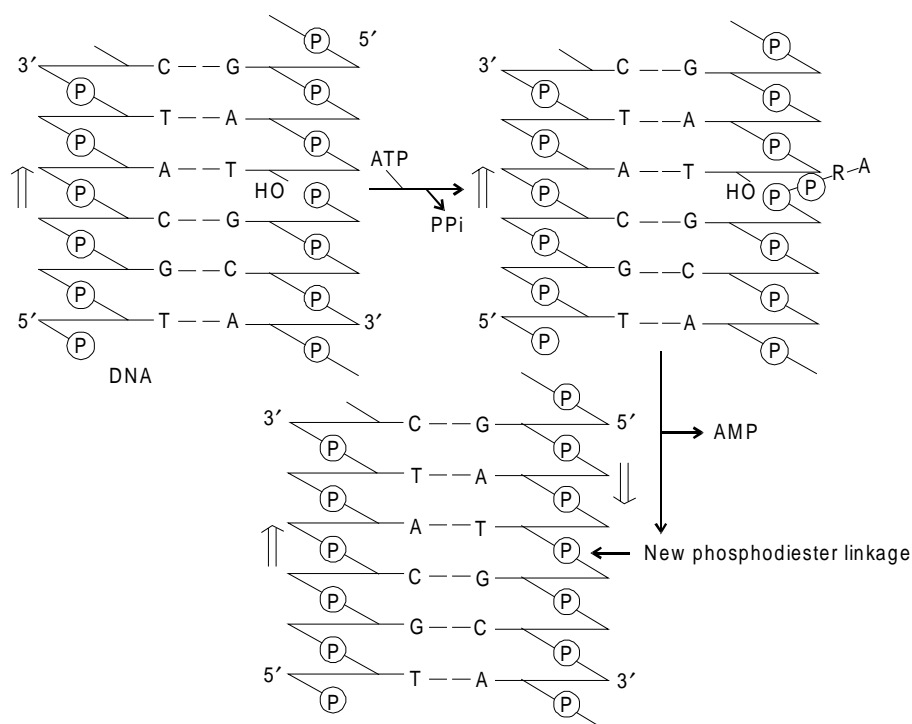 P 5′ P
3′ C — — G 3′ C — — G
P P P P
T — — A T — — A
P P P P
A — — T ATP A — — T R A
HO HO P
P P P P
C — — G PPi C — — G
P P P P
G — — C G — — C
P P P P
5′ T — — A 3′ 5′ T — — A
P P P P
DNA
P
3′ C — — G 5′ AMP
P P
T — — A
P P
A — — T
P P New phosphodiester linkage
C — — G
P P
G — — C
P P
5′ T — — A 3′
P P